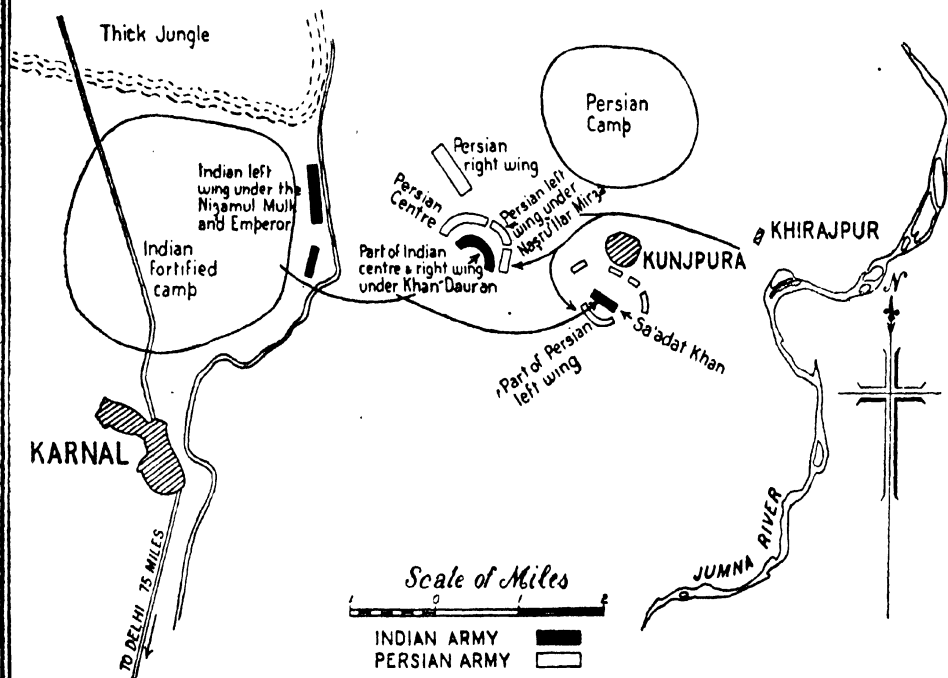 Thick Jungle
Persian
Camp
Persian
right wing
Persian
Centre
Persian left
wing under
Nasru'llar Mirza
Indian left
wing under the
Nizamul Mulk
and Emperor
Indian
fortified
camp
Part of Indian
centre & right wing
under Khan-Dauran
KHIRAJPUR
KUNJPURA
Sa'adat Khan
Part of Persian
left wing
N
KARNAL
TO DELHI 75 MILES
JUMNA RIVER
Scale of Miles
1 0 1 2
INDIAN ARMY
PERSIAN ARMY